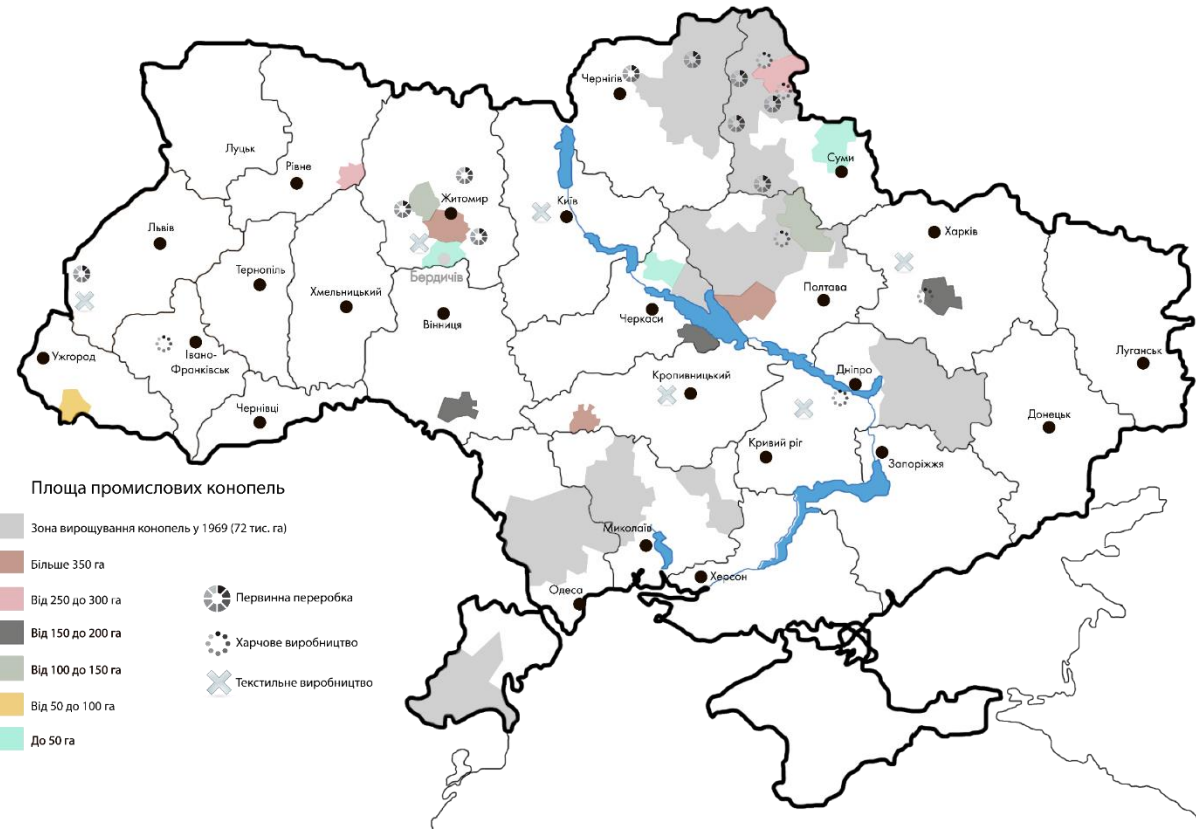 Чернігів
Луцьк
Рівне
Суми
Житомир
Київ
Львів
Харків
Тернопіль
Бердичів
Хмельницький
Вінниця
Черкаси
Полтава
Ужгород
Івано-
Франківськ
Луганськ
Кропивницький
Дніпро
Чернівці
Донецьк
Кривий ріг
Запоріжжя
Миколаїв
Херсон
Одеса
Площа промислових конопель
Зона вирощування конопель у 1969 (72 тис. га)
Більше 350 га
Від 250 до 300 га
Від 150 до 200 га
Від 100 до 150 га
Від 50 до 100 га
До 50 га
Первинна переробка
Харчове виробництво
Текстильне виробництво